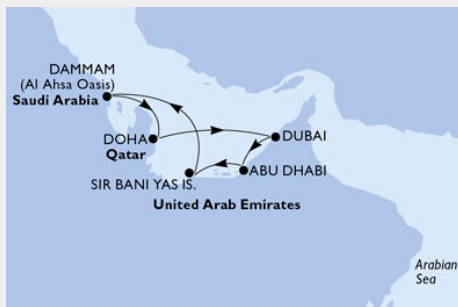 DAMMAM
(Al Ahsa Oasis)
Saudi Arabia
DOHA
Qatar
DUBAI
ABU DHABI
SIR BANI YAS IS.
United Arab Emirates
Arabian
Sea